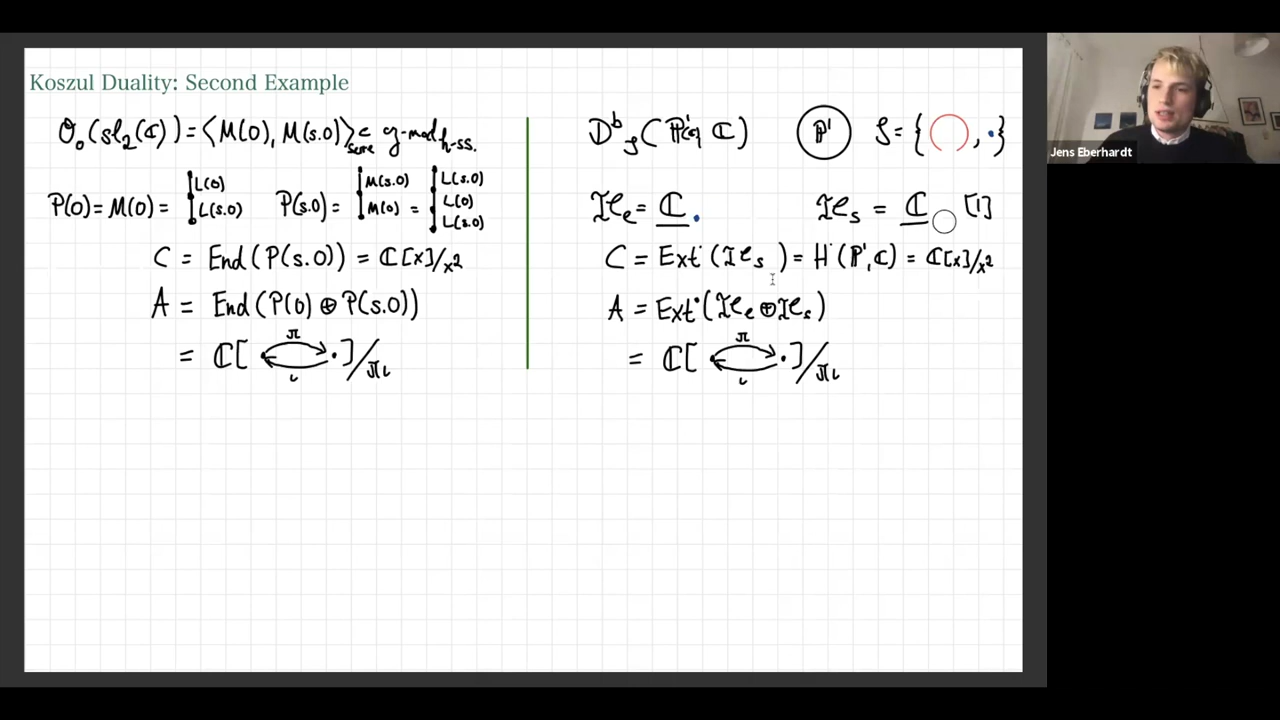 Koszul Duality: Second Example
O₀(sl₂(ℂ)) = ⟨M(0), M(s.0)⟩_Serre ⊂ g-mod_h-ss.
P(0) = M(0) = L(0) L(s.0) P(s.0) = M(s.0) M(0) = L(s.0) L(0) L(s.0)
C = End(P(s.0)) = ℂ[x]/x²
A = End(P(0) ⊕ P(s.0))
= ℂ[ · π ι · ]/πι
D^b_S(P¹(ℂ), ℂ) P¹ S = { , · }
IC_e = ℂ. IC_s = ℂ [1]
C = Ext˙(IC_s) = H˙(P¹, ℂ) = ℂ[x]/x²
A = Ext˙(IC_e ⊕ IC_s)
= ℂ[ · π ι · ]/πι
Jens Eberhardt